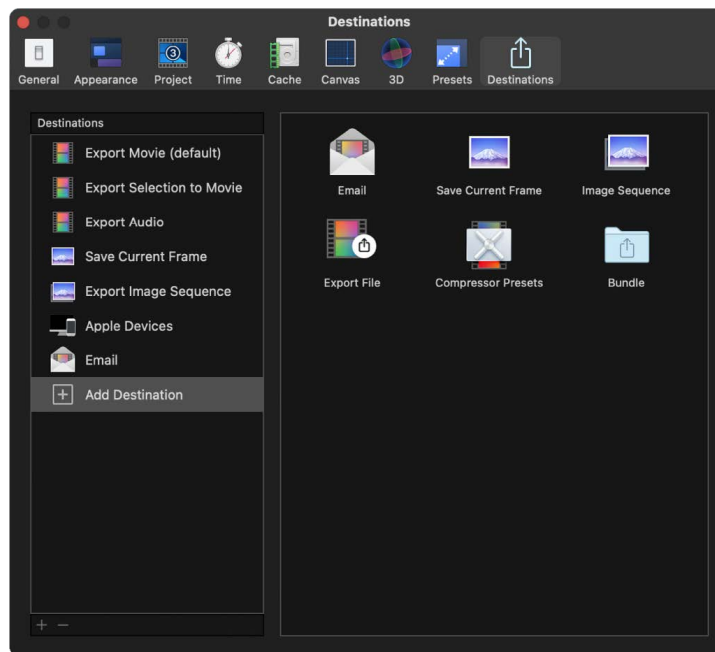 Destinations
General Appearance Project Time Cache Canvas 3D Presets Destinations
Destinations
Export Movie (default)
Export Selection to Movie
Export Audio
Save Current Frame
Export Image Sequence
Apple Devices
Email
Add Destination
+ −
Email Save Current Frame Image Sequence
Export File Compressor Presets Bundle